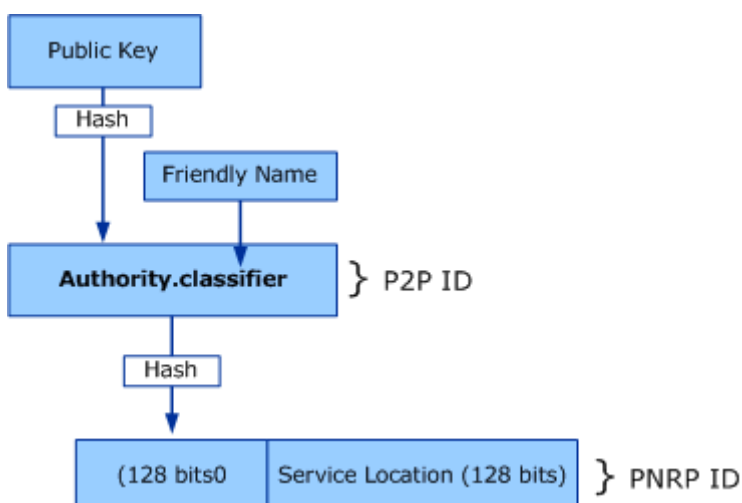 Public Key
Hash
Friendly Name
Authority.classifier
} P2P ID
Hash
(128 bits0
Service Location (128 bits)
} PNRP ID